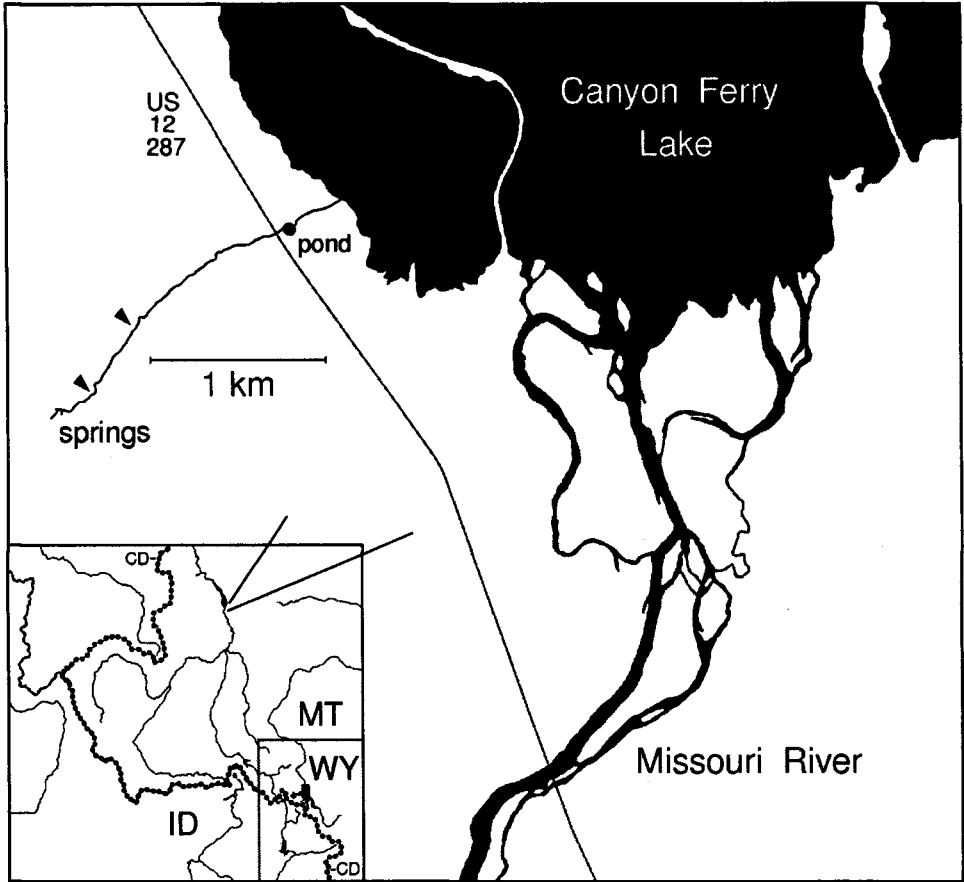 Canyon Ferry
Lake
US
12
287
pond
1 km
springs
CD
MT
WY
ID
CD
Missouri River